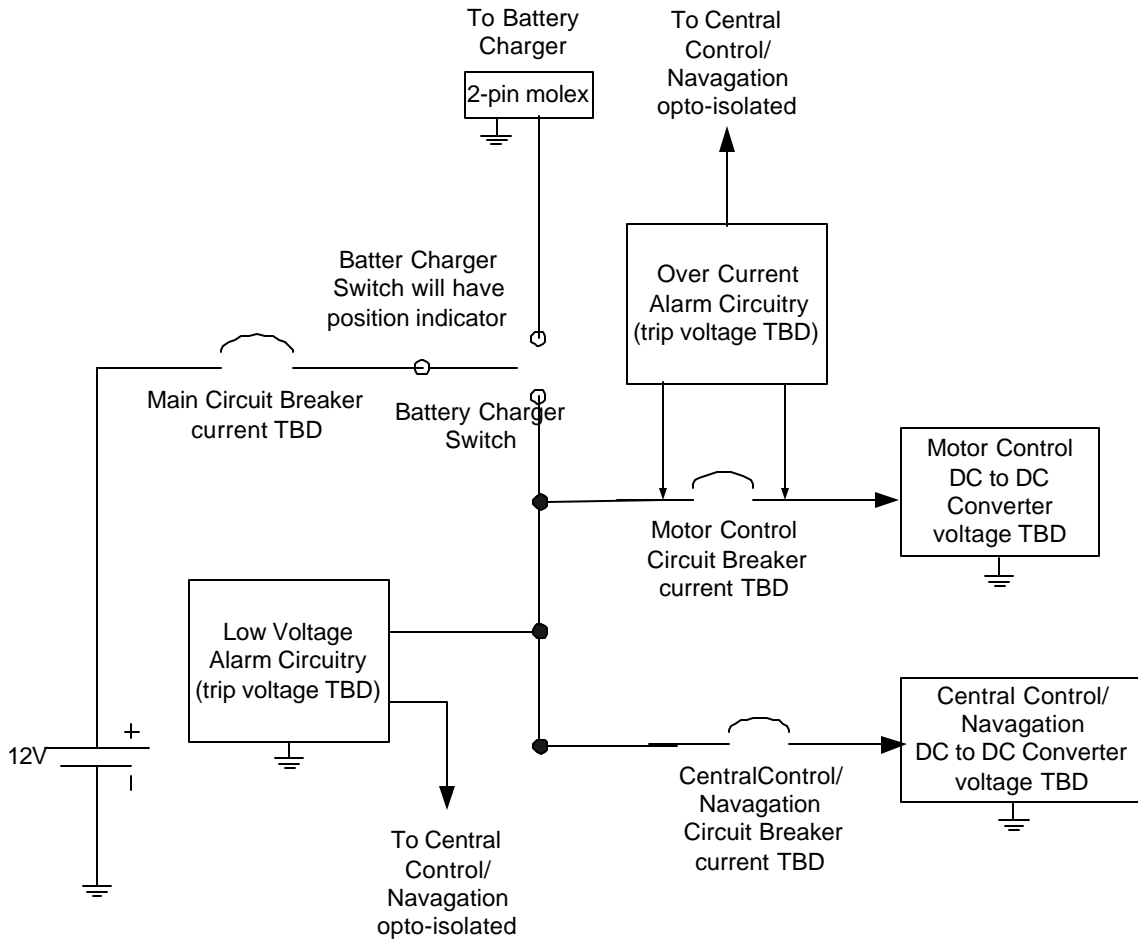 To Battery
Charger
2-pin molex
To Central
Control/
Navagation
opto-isolated
Batter Charger
Switch will have
position indicator
Over Current
Alarm Circuitry
(trip voltage TBD)
Main Circuit Breaker
current TBD
Battery Charger
Switch
Motor Control
DC to DC
Converter
voltage TBD
Motor Control
Circuit Breaker
current TBD
Low Voltage
Alarm Circuitry
(trip voltage TBD)
12V
+
–
Central Control/
Navagation
DC to DC Converter
voltage TBD
CentralControl/
Navagation
Circuit Breaker
current TBD
To Central
Control/
Navagation
opto-isolated